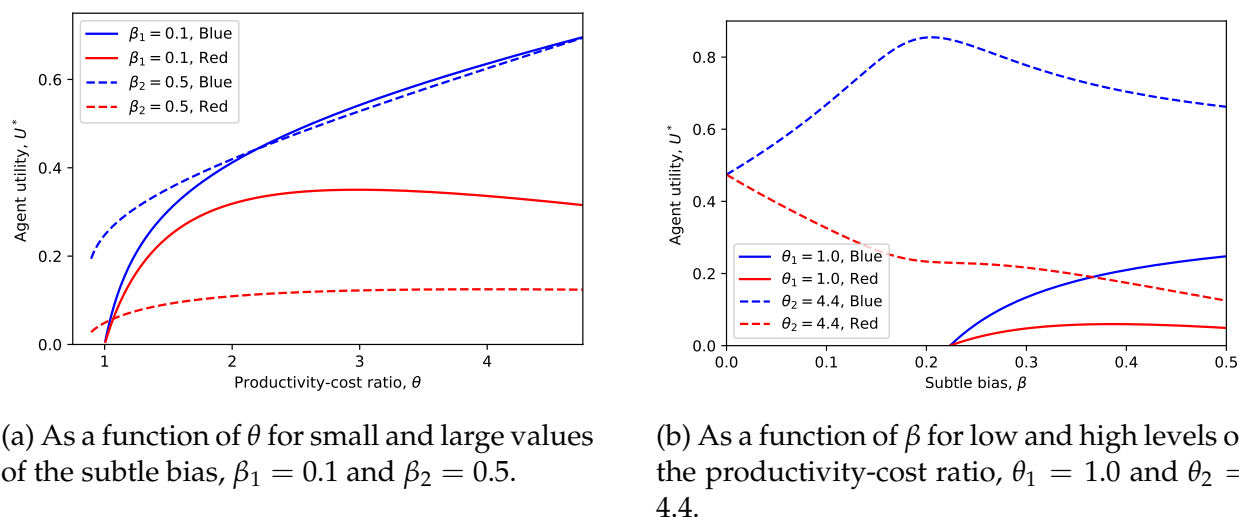 β₁ = 0.1, Blue
β₁ = 0.1, Red
β₂ = 0.5, Blue
β₂ = 0.5, Red
Agent utility, U*
0.6
0.4
0.2
0.0
1 2 3 4
Productivity-cost ratio, θ
(a) As a function of θ for small and large values
of the subtle bias, β₁ = 0.1 and β₂ = 0.5.
Agent utility, U*
0.8
0.6
0.4
0.2
0.0
θ₁ = 1.0, Blue
θ₁ = 1.0, Red
θ₂ = 4.4, Blue
θ₂ = 4.4, Red
0.0 0.1 0.2 0.3 0.4 0.5
Subtle bias, β
(b) As a function of β for low and high levels o
the productivity-cost ratio, θ₁ = 1.0 and θ₂ =
4.4.